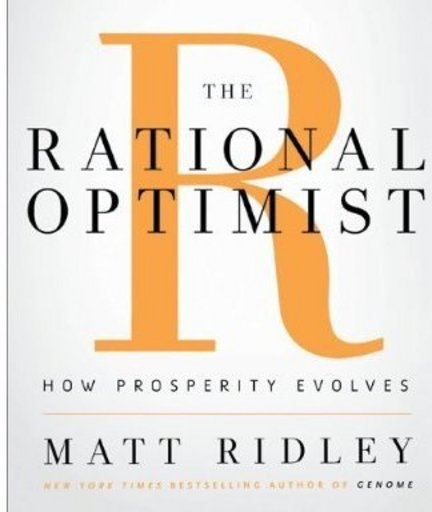 THE
R
RATIONAL
OPTIMIST
HOW PROSPERITY EVOLVES
MATT RIDLEY
NEW YORK TIMES BESTSELLING AUTHOR OF GENOME